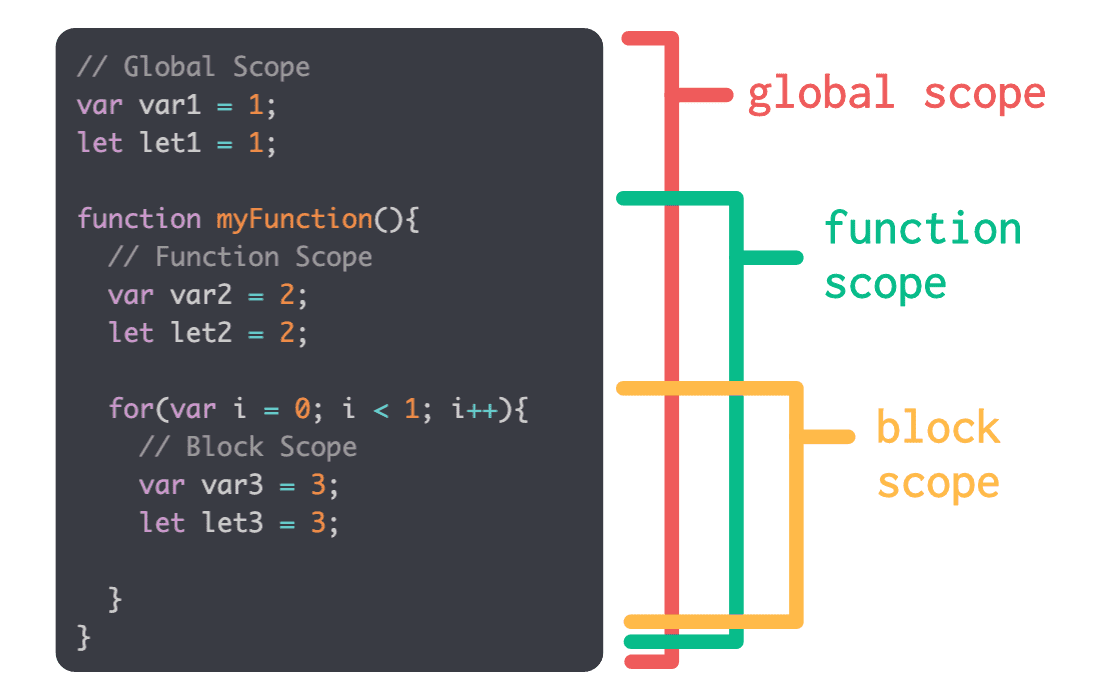 // Global Scope
var var1 = 1;
let let1 = 1;
function myFunction(){
  // Function Scope
  var var2 = 2;
  let let2 = 2;
  for(var i = 0; i < 1; i++){
    // Block Scope
    var var3 = 3;
    let let3 = 3;
  }
}
global scope
function
scope
block
scope